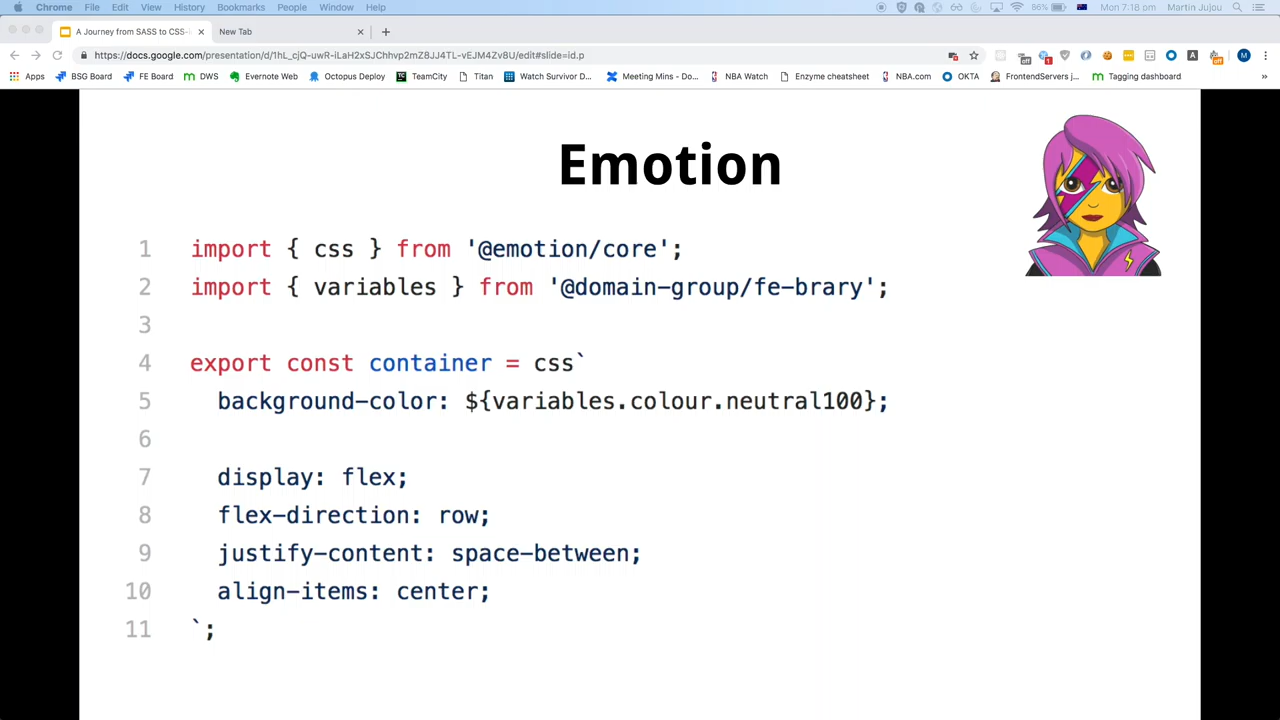 Chrome File Edit View History Bookmarks People Window Help 86% Mon 7:18 pm Martin Jujou
A Journey from SASS to CSS-i New Tab
https://docs.google.com/presentation/d/1hL_cjQ-uwR-iLaH2xSJChhvp2mZ8JJ4TL-vEJM4Zv8U/edit#slide=id.p
Apps BSG Board FE Board DWS Evernote Web Octopus Deploy TeamCity Titan Watch Survivor D... Meeting Mins - Do... NBA Watch Enzyme cheatsheet NBA.com OKTA FrontendServers j... Tagging dashboard
Emotion
1 import { css } from '@emotion/core';
2 import { variables } from '@domain-group/fe-brary';
3
4 export const container = css`
5 background-color: ${variables.colour.neutral100};
6
7 display: flex;
8 flex-direction: row;
9 justify-content: space-between;
10 align-items: center;
11 `;